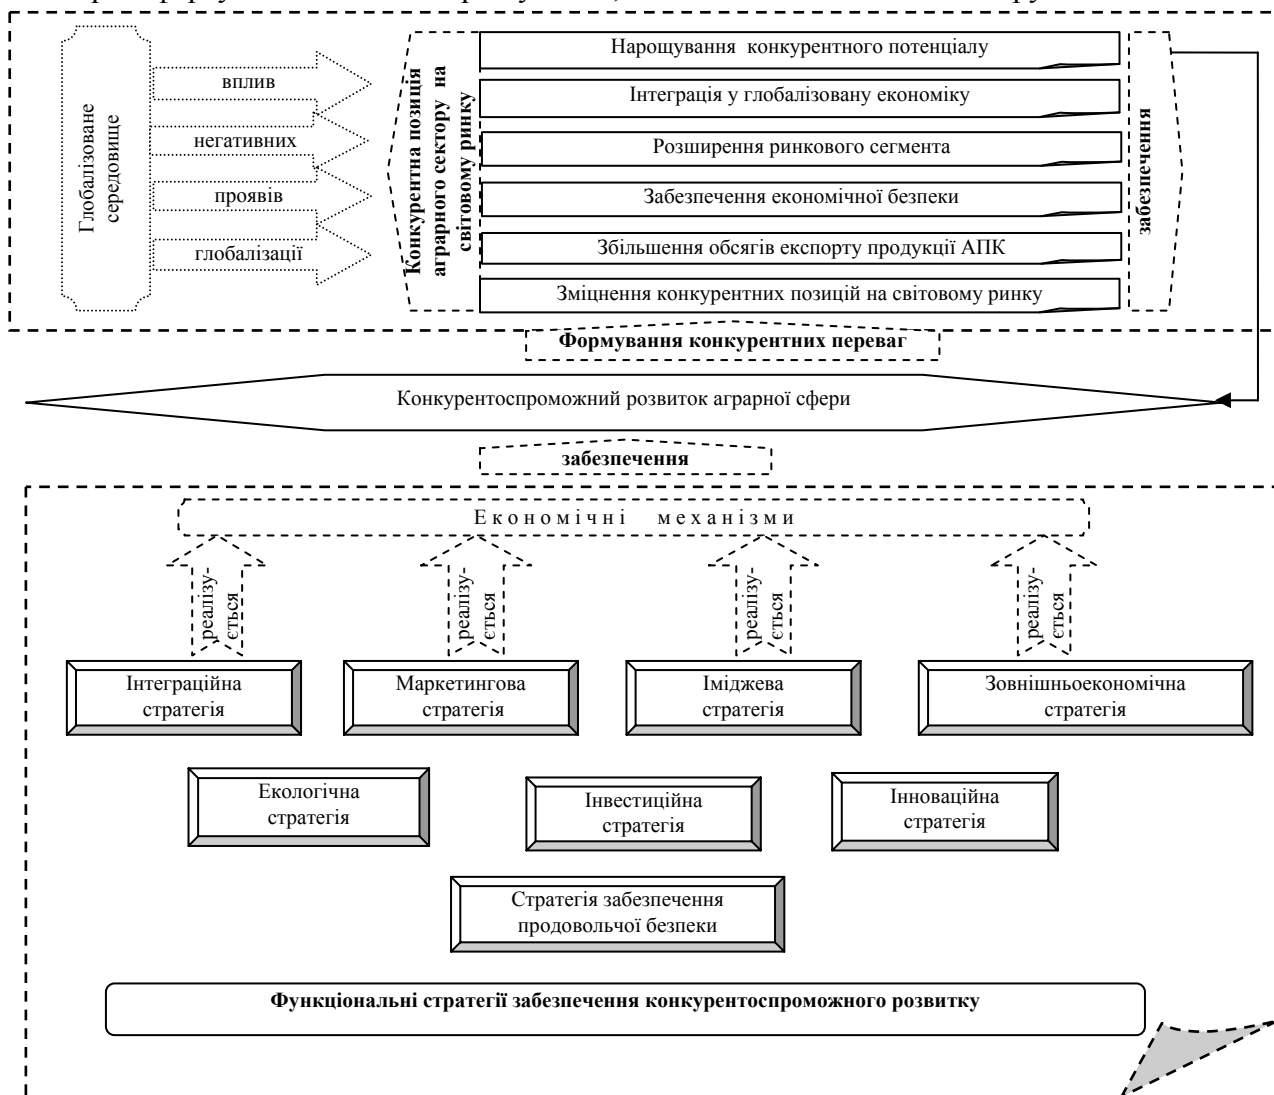 Глобалізоване
середовище
вплив
негативних
проявів
глобалізації
Конкурентна позиція
аграрного сектору на
світовому ринку
Нарощування конкурентного потенціалу
Інтеграція у глобалізовану економіку
Розширення ринкового сегмента
Забезпечення економічної безпеки
Збільшення обсягів експорту продукції АПК
Зміцнення конкурентних позицій на світовому ринку
забезпечення
Формування конкурентних переваг
Конкурентоспроможний розвиток аграрної сфери
забезпечення
Економічні механізми
реалізу-
ється
реалізу-
ється
реалізу-
ється
реалізу-
ється
Інтеграційна
стратегія
Маркетингова
стратегія
Іміджева
стратегія
Зовнішньоекономічна
стратегія
Екологічна
стратегія
Інвестиційна
стратегія
Інноваційна
стратегія
Стратегія забезпечення
продовольчої безпеки
Функціональні стратегії забезпечення конкурентоспроможного розвитку